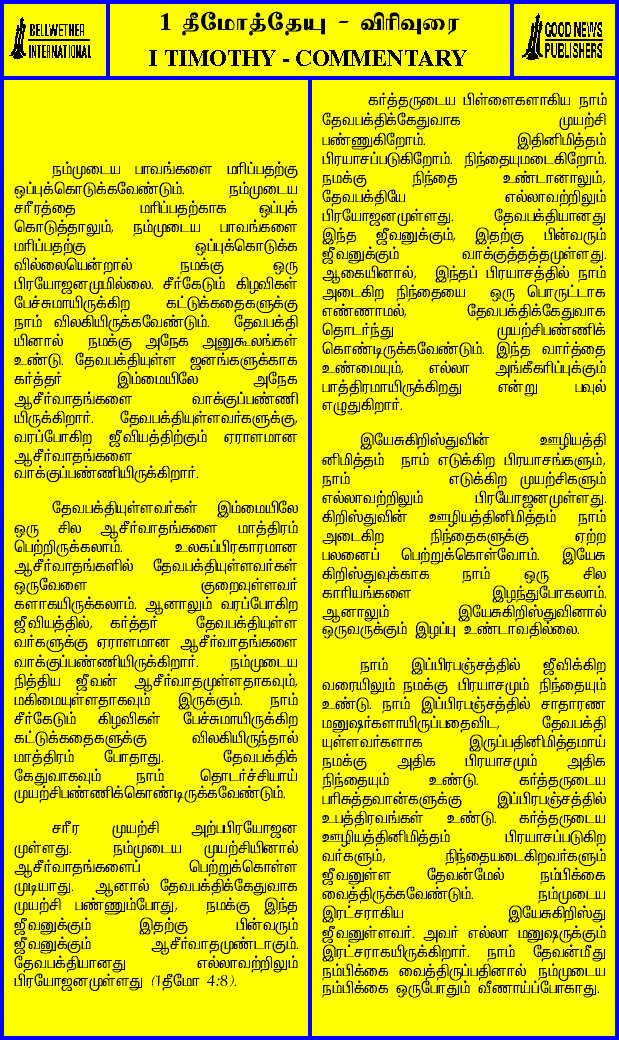 BELLWETHER
INTERNATIONAL
1 தீமோத்தேயு - விரிவுரை
I TIMOTHY - COMMENTARY
GOOD NEWS
PUBLISHERS
நம்முடைய பாவங்களை மரிப்பதற்கு
ஒப்புக்கொடுக்கவேண்டும். நம்முடைய
சரீரத்தை மரிப்பதற்காக ஒப்புக்
கொடுத்தாலும், நம்முடைய பாவங்களை
மரிப்பதற்கு ஒப்புக்கொடுக்க
வில்லையென்றால் நமக்கு ஒரு
பிரயோஜனமுமில்லை. சீர்கேடும் கிழவிகள்
பேச்சுமாயிருக்கிற கட்டுக்கதைகளுக்கு
நாம் விலகியிருக்கவேண்டும். தேவபக்தி
யினால் நமக்கு அநேக அனுகூலங்கள்
உண்டு. தேவபக்தியுள்ள ஜனங்களுக்காக
கர்த்தர் இம்மையிலே அநேக
ஆசீர்வாதங்களை வாக்குப்பண்ணி
யிருக்கிறார். தேவபக்தியுள்ளவர்களுக்கு,
வரப்போகிற ஜீவியத்திற்கும் ஏராளமான
ஆசீர்வாதங்களை
வாக்குப்பண்ணியிருக்கிறார்.
தேவபக்தியுள்ளவர்கள் இம்மையிலே
ஒரு சில ஆசீர்வாதங்களை மாத்திரம்
பெற்றிருக்கலாம். உலகப்பிரகாரமான
ஆசீர்வாதங்களில் தேவபக்தியுள்ளவர்கள்
ஒருவேளை குறைவுள்ளவர்
களாகயிருக்கலாம். ஆனாலும் வரப்போகிற
ஜீவியத்தில், கர்த்தர் தேவபக்தியுள்ள
வர்களுக்கு ஏராளமான ஆசீர்வாதங்களை
வாக்குப்பண்ணியிருக்கிறார். நம்முடைய
நித்திய ஜீவன் ஆசீர்வாதமுள்ளதாகவும்,
மகிமையுள்ளதாகவும் இருக்கும். நாம்
சீர்கேடும் கிழவிகள் பேச்சுமாயிருக்கிற
கட்டுக்கதைகளுக்கு விலகியிருந்தால்
மாத்திரம் போதாது. தேவபக்திக்
கேதுவாகவும் நாம் தொடர்ச்சியாய்
முயற்சிபண்ணிக்கொண்டிருக்கவேண்டும்.
சரீர முயற்சி அற்பபிரயோஜன
முள்ளது. நம்முடைய முயற்சியினால்
ஆசீர்வாதங்களைப் பெற்றுக்கொள்ள
முடியாது. ஆனால் தேவபக்திக்கேதுவாக
முயற்சி பண்ணும்போது, நமக்கு இந்த
ஜீவனுக்கும் இதற்கு பின்வரும்
ஜீவனுக்கும் ஆசீர்வாதமுண்டாகும்.
தேவபக்தியானது எல்லாவற்றிலும்
பிரயோஜனமுள்ளது (1தீமோ 4:8).
கர்த்தருடைய பிள்ளைகளாகிய நாம்
தேவபக்திக்கேதுவாக முயற்சி
பண்ணுகிறோம். இதினிமித்தம்
பிரயாசப்படுகிறோம். நிந்தையுமடைகிறோம்.
நமக்கு நிந்தை உண்டானாலும்,
தேவபக்தியே எல்லாவற்றிலும்
பிரயோஜனமுள்ளது. தேவபக்தியானது
இந்த ஜீவனுக்கும், இதற்கு பின்வரும்
ஜீவனுக்கும் வாக்குத்தத்தமுள்ளது.
ஆகையினால், இந்தப் பிரயாசத்தில் நாம்
அடைகிற நிந்தையை ஒரு பொருட்டாக
எண்ணாமல், தேவபக்திக்கேதுவாக
தொடர்ந்து முயற்சிபண்ணிக்
கொண்டிருக்கவேண்டும். இந்த வார்த்தை
உண்மையும், எல்லா அங்கீகரிப்புக்கும்
பாத்திரமாயிருக்கிறது என்று பவுல்
எழுதுகிறார்.
இயேசுகிறிஸ்துவின் ஊழியத்தி
னிமித்தம் நாம் எடுக்கிற பிரயாசங்களும்,
நாம் எடுக்கிற முயற்சிகளும்
எல்லாவற்றிலும் பிரயோஜனமுள்ளது.
கிறிஸ்துவின் ஊழியத்தினிமித்தம் நாம்
அடைகிற நிந்தைகளுக்கு ஏற்ற
பலனைப் பெற்றுக்கொள்வோம். இயேசு
கிறிஸ்துவுக்காக நாம் ஒரு சில
காரியங்களை இழந்துபோகலாம்.
ஆனாலும் இயேசுகிறிஸ்துவினால்
ஒருவருக்கும் இழப்பு உண்டாவதில்லை.
நாம் இப்பிரபஞ்சத்தில் ஜீவிக்கிற
வரையிலும் நமக்கு பிரயாசமும் நிந்தையும்
உண்டு. நாம் இப்பிரபஞ்சத்தில் சாதாரண
மனுஷர்களாயிருப்பதைவிட, தேவபக்தி
யுள்ளவர்களாக இருப்பதினிமித்தமாய்
நமக்கு அதிக பிரயாசமும் அதிக
நிந்தையும் உண்டு. கர்த்தருடைய
பரிசுத்தவான்களுக்கு இப்பிரபஞ்சத்தில்
உபத்திரவங்கள் உண்டு. கர்த்தருடைய
ஊழியத்தினிமித்தம் பிரயாசப்படுகிற
வர்களும், நிந்தையடைகிறவர்களும்
ஜீவனுள்ள தேவன்மேல் நம்பிக்கை
வைத்திருக்கவேண்டும். நம்முடைய
இரட்சராகிய இயேசுகிறிஸ்து
ஜீவனுள்ளவர். அவர் எல்லா மனுஷருக்கும்
இரட்சராகயிருக்கிறார். நாம் தேவன்மீது
நம்பிக்கை வைத்திருப்பதினால் நம்முடைய
நம்பிக்கை ஒருபோதும் வீணாய்ப்போகாது.